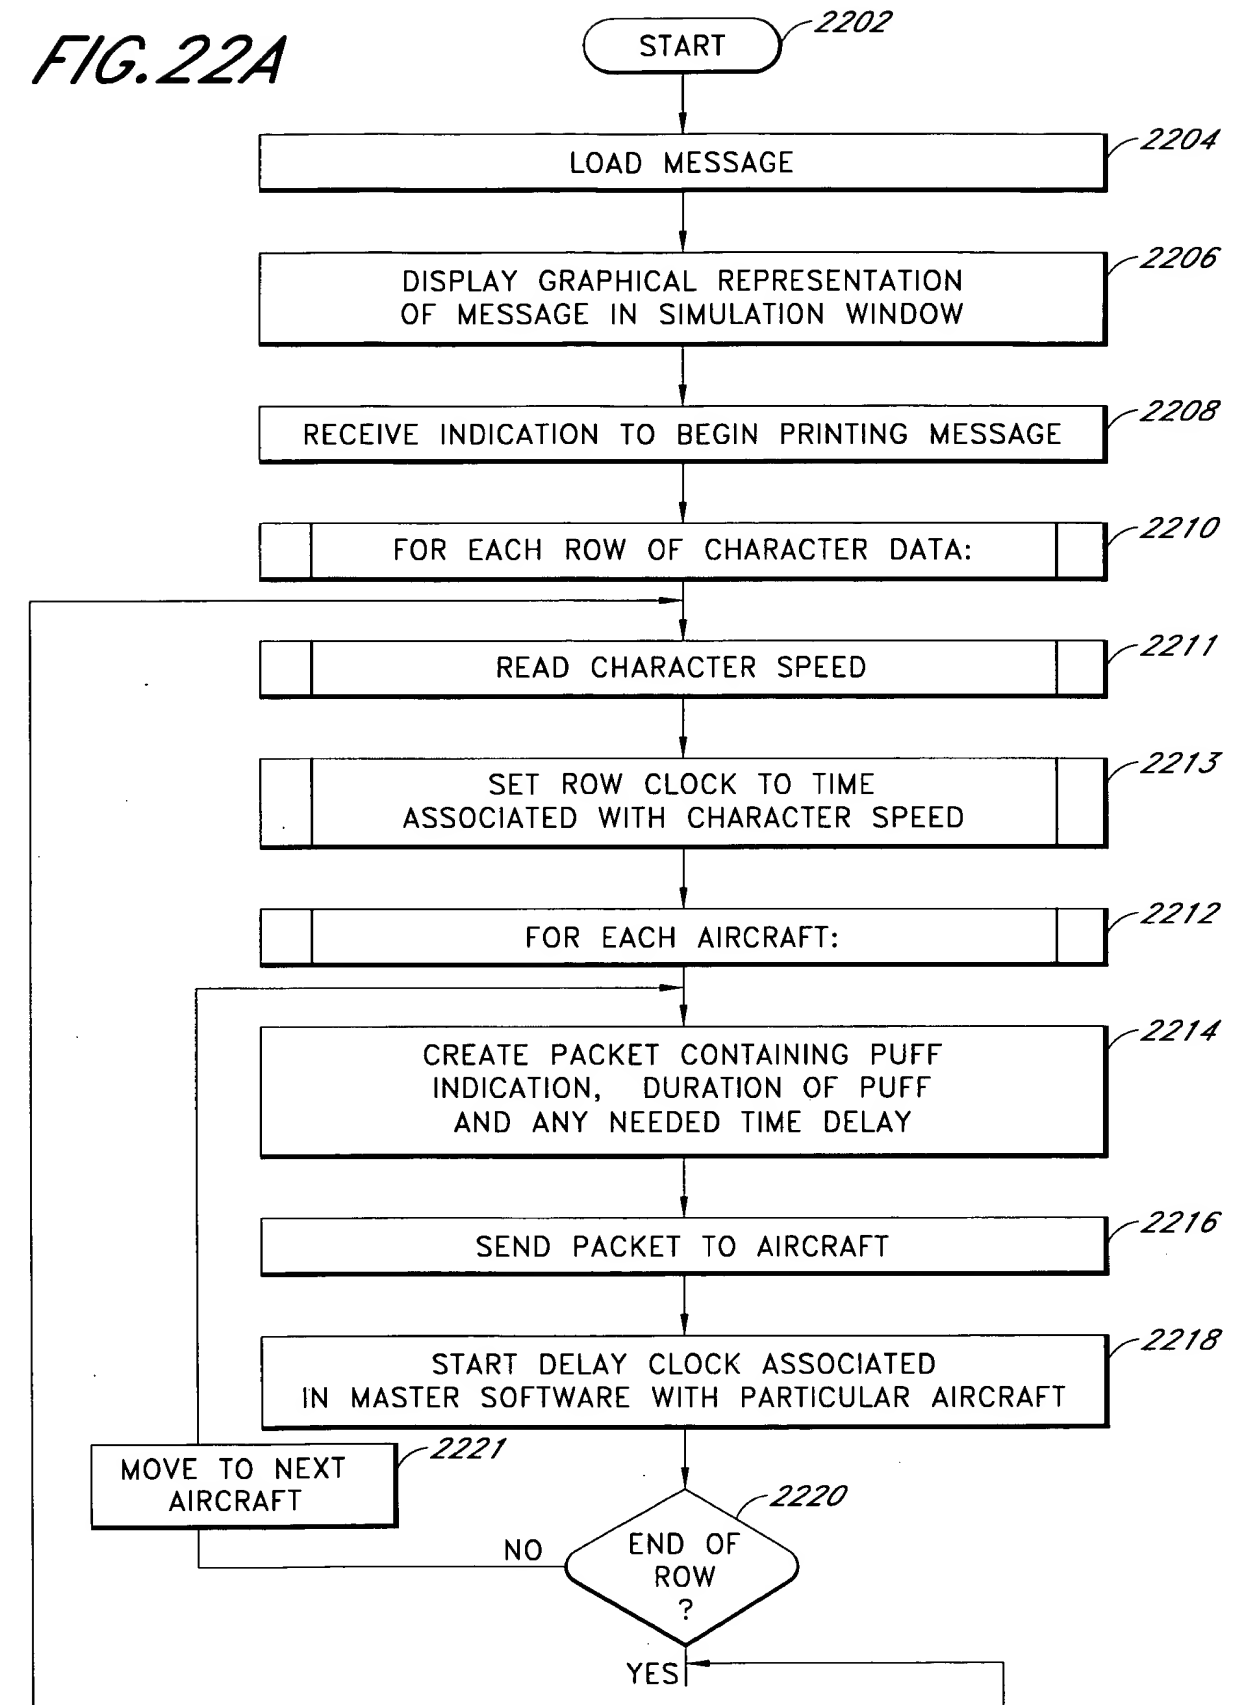 FIG.22A
START
2202
LOAD MESSAGE
2204
DISPLAY GRAPHICAL REPRESENTATION
OF MESSAGE IN SIMULATION WINDOW
2206
RECEIVE INDICATION TO BEGIN PRINTING MESSAGE
2208
FOR EACH ROW OF CHARACTER DATA:
2210
READ CHARACTER SPEED
2211
SET ROW CLOCK TO TIME
ASSOCIATED WITH CHARACTER SPEED
2213
FOR EACH AIRCRAFT:
2212
CREATE PACKET CONTAINING PUFF
INDICATION, DURATION OF PUFF
AND ANY NEEDED TIME DELAY
2214
SEND PACKET TO AIRCRAFT
2216
START DELAY CLOCK ASSOCIATED
IN MASTER SOFTWARE WITH PARTICULAR AIRCRAFT
2218
MOVE TO NEXT
AIRCRAFT
2221
END OF
ROW
?
2220
NO
YES